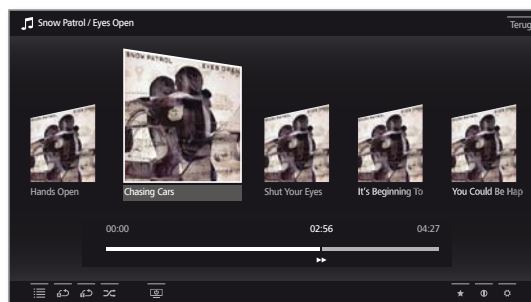 Snow Patrol / Eyes Open
Terug
SNOW PATROL EYES OPEN
Hands Open
Chasing Cars
Shut Your Eyes
It's Beginning To
You Could Be Hap
00:00
02:56
04:27